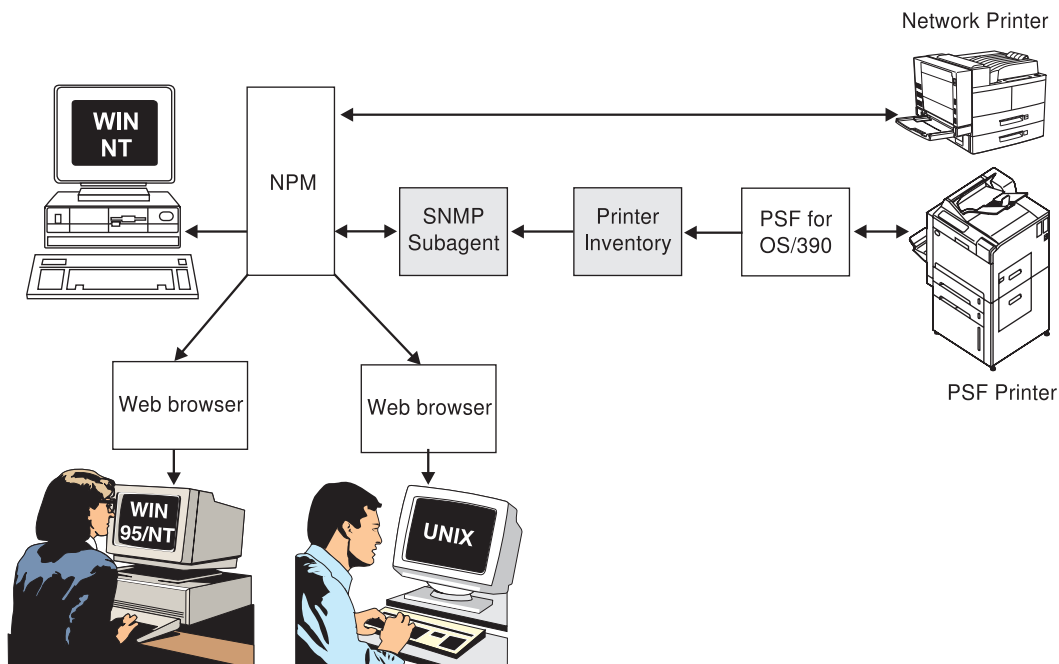 Network Printer
WIN
NT
NPM
SNMP
Subagent
Printer
Inventory
PSF for
OS/390
PSF Printer
Web browser
Web browser
WIN
95/NT
UNIX